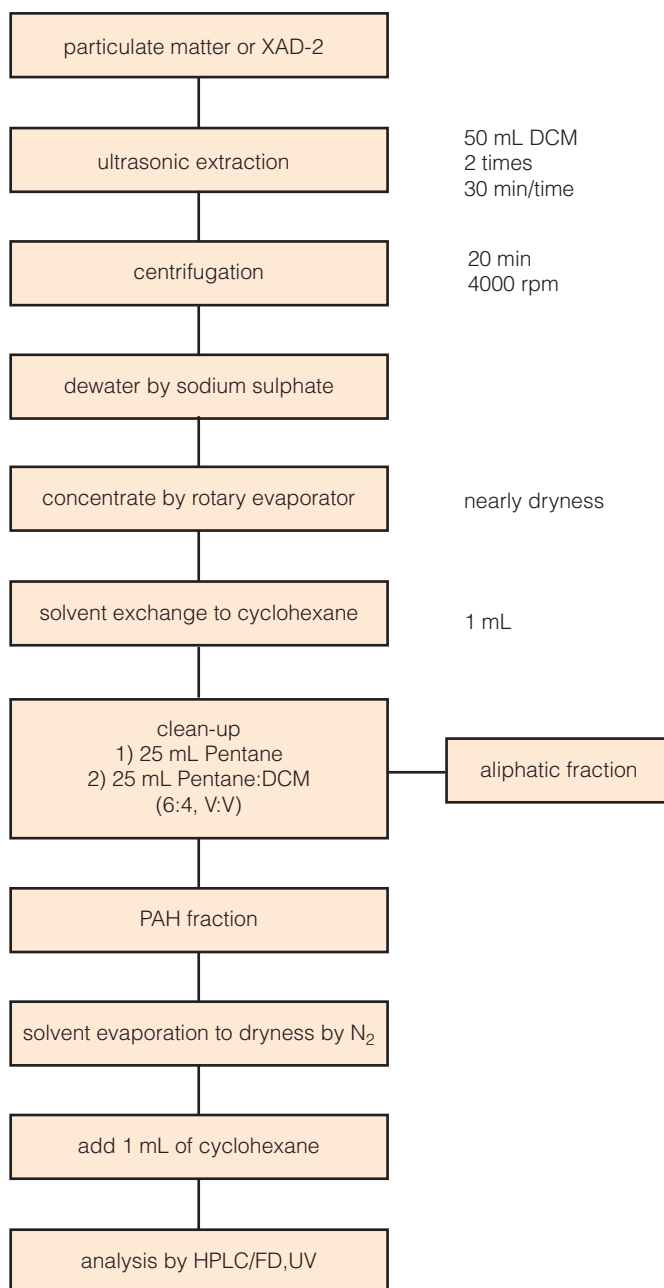 particulate matter or XAD-2
ultrasonic extraction
50 mL DCM
2 times
30 min/time
centrifugation
20 min
4000 rpm
dewater by sodium sulphate
concentrate by rotary evaporator
nearly dryness
solvent exchange to cyclohexane
1 mL
clean-up
1) 25 mL Pentane
2) 25 mL Pentane:DCM
(6:4, V:V)
aliphatic fraction
PAH fraction
solvent evaporation to dryness by N₂
add 1 mL of cyclohexane
analysis by HPLC/FD,UV